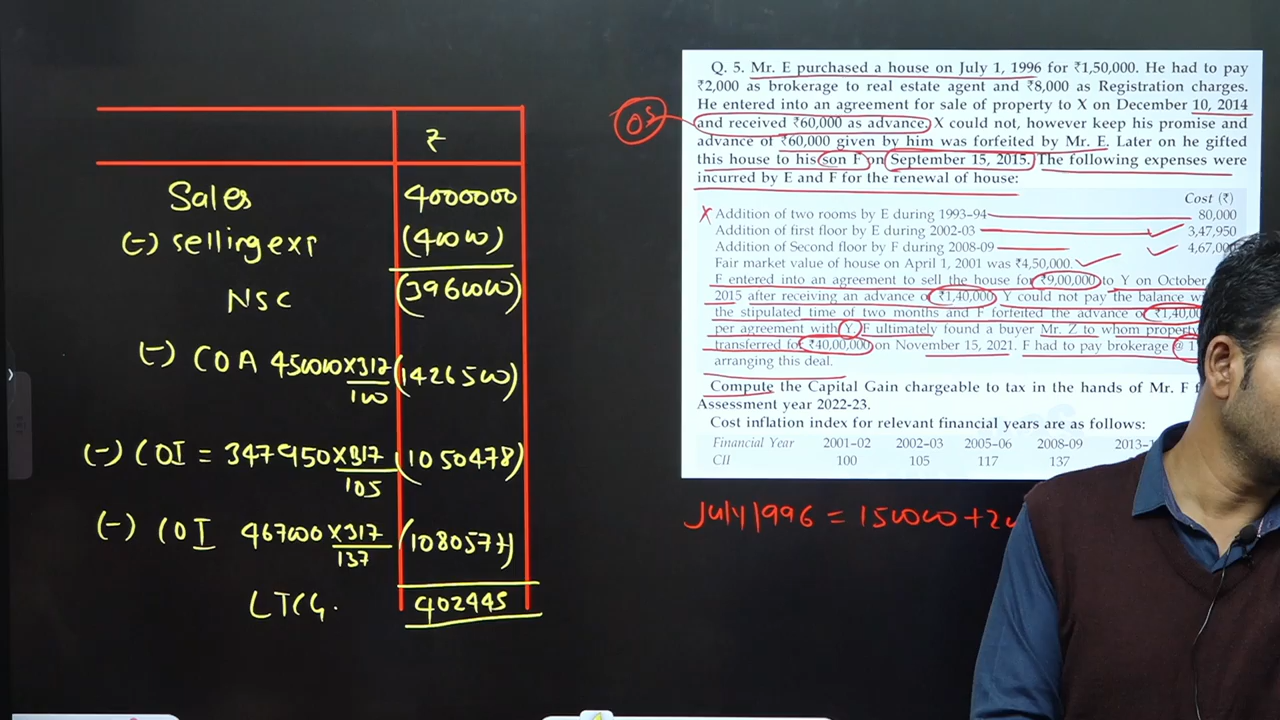 ₹
Sales 4000000
(-) selling exp (40000)
NSC (3960000)
(-) COA 450000 x 317/100 (1426500)
(-) COI = 347950 x 317/105 (1050478)
(-) COI 467000 x 317/137 (1080577)
LTCG. 402445
OS
Q. 5. Mr. E purchased a house on July 1, 1996 for ₹1,50,000. He had to pay
₹2,000 as brokerage to real estate agent and ₹8,000 as Registration charges.
He entered into an agreement for sale of property to X on December 10, 2014
and received ₹60,000 as advance. X could not, however keep his promise and
advance of ₹60,000 given by him was forfeited by Mr. E. Later on he gifted
this house to his son F on September 15, 2015. The following expenses were
incurred by E and F for the renewal of house:
Cost (₹)
X Addition of two rooms by E during 1993-94 80,000
Addition of first floor by E during 2002-03 3,47,950
Addition of Second floor by F during 2008-09 4,67,000
Fair market value of house on April 1, 2001 was ₹4,50,000.
F entered into an agreement to sell the house for ₹9,00,000 to Y on October
2015 after receiving an advance of ₹1,40,000. Y could not pay the balance
the stipulated time of two months and F forfeited the advance of ₹1,40,00
per agreement with Y. F ultimately found a buyer Mr. Z to whom property
transferred for ₹40,00,000 on November 15, 2021. F had to pay brokerage @ 1
arranging this deal.
Compute the Capital Gain chargeable to tax in the hands of Mr. F
Assessment year 2022-23.
Cost inflation index for relevant financial years are as follows:
Financial Year 2001-02 2002-03 2005-06 2008-09 2013-1
CII 100 105 117 137
July 1996 = 150000 + 20